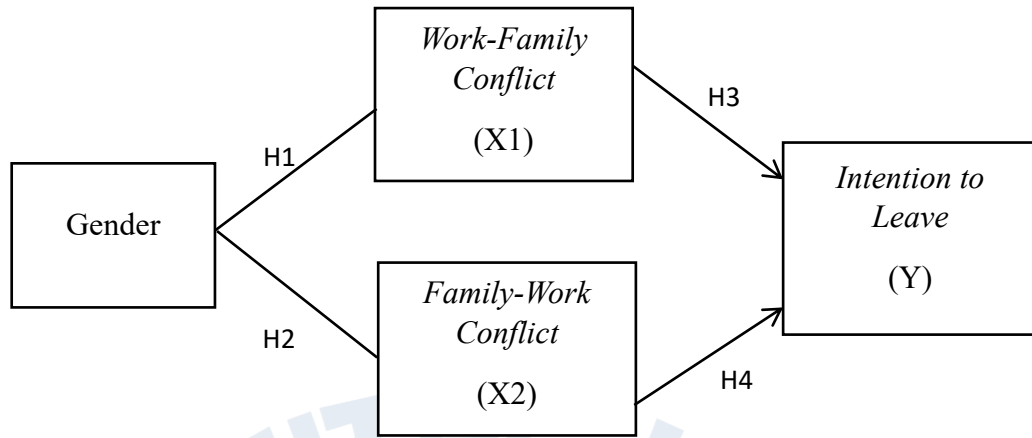 Work-Family
Conflict
(X1)
H3
H1
Gender
Intention to
Leave
(Y)
Family-Work
Conflict
(X2)
H2
H4